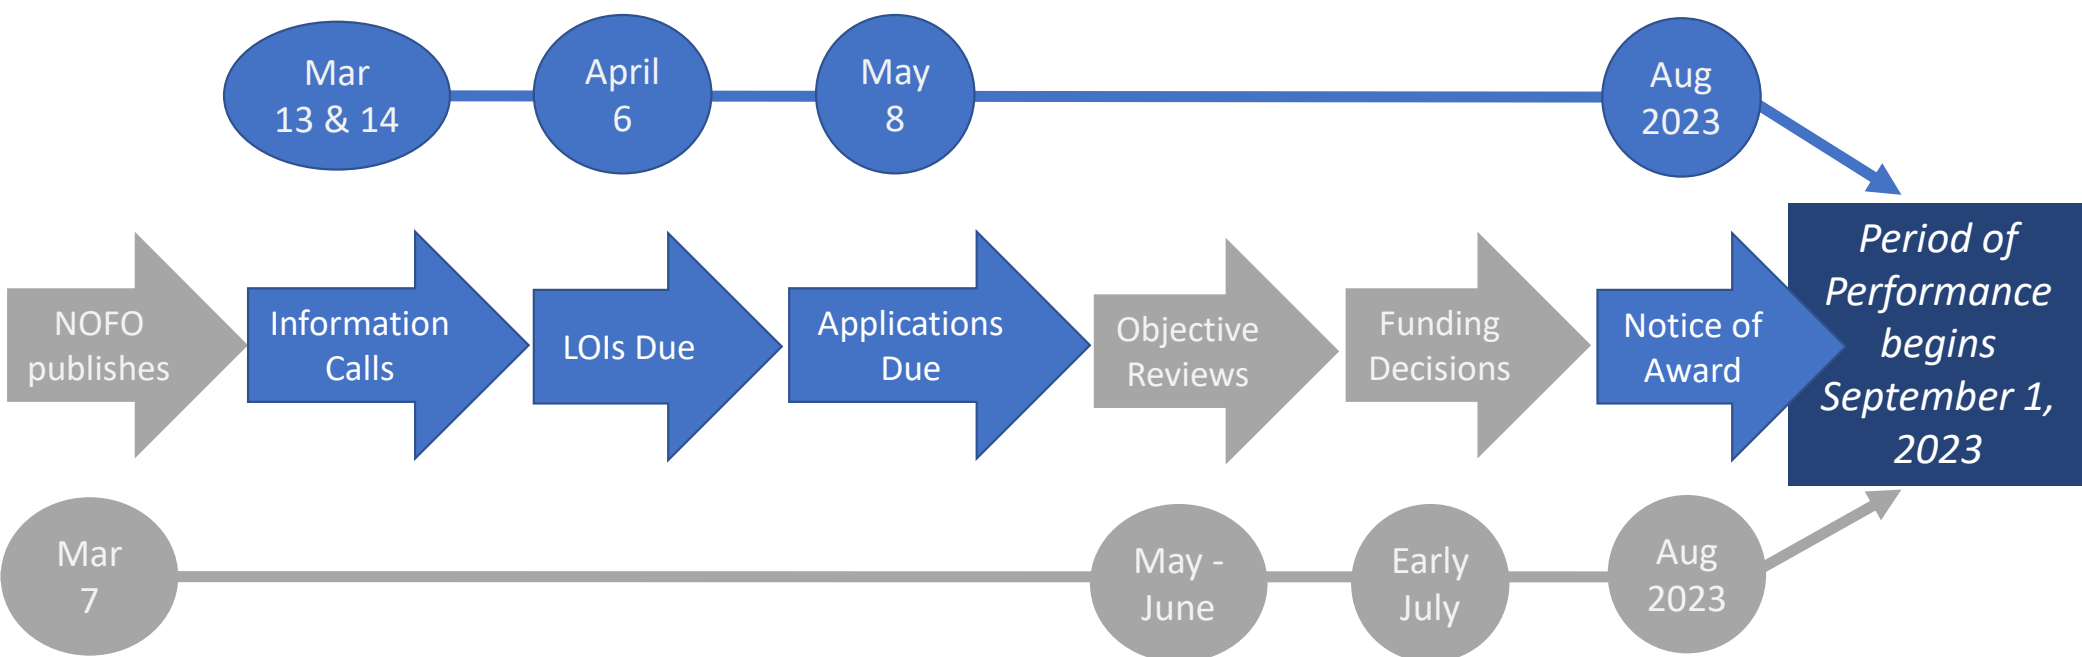 Mar
13 & 14
April
6
May
8
Aug
2023
NOFO
publishes
Information
Calls
LOIs Due
Applications
Due
Objective
Reviews
Funding
Decisions
Notice of
Award
Period of
Performance
begins
September 1,
2023
Mar
7
May -
June
Early
July
Aug
2023